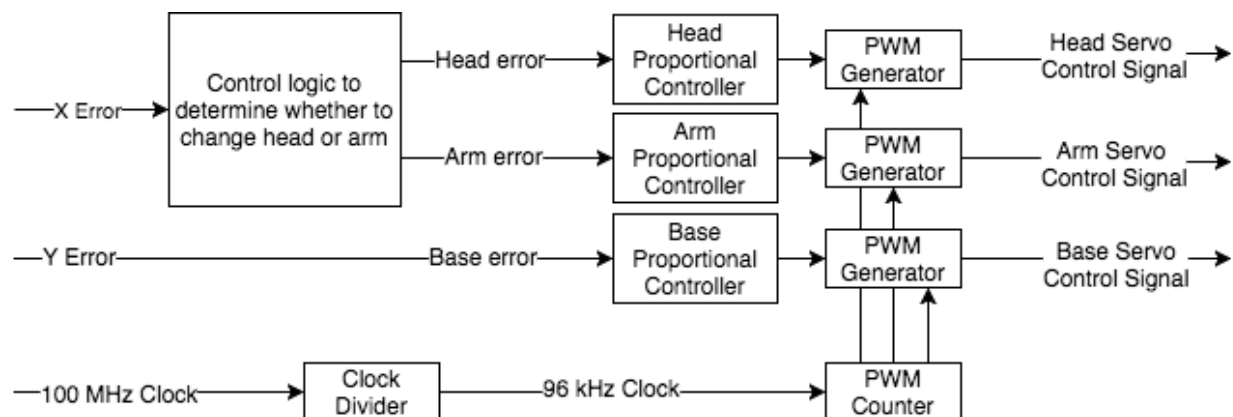 X Error
Control logic to
determine whether to
change head or arm
Head error
Head
Proportional
Controller
PWM
Generator
Head Servo
Control Signal
Arm error
Arm
Proportional
Controller
PWM
Generator
Arm Servo
Control Signal
Y Error
Base error
Base
Proportional
Controller
PWM
Generator
Base Servo
Control Signal
100 MHz Clock
Clock
Divider
96 kHz Clock
PWM
Counter